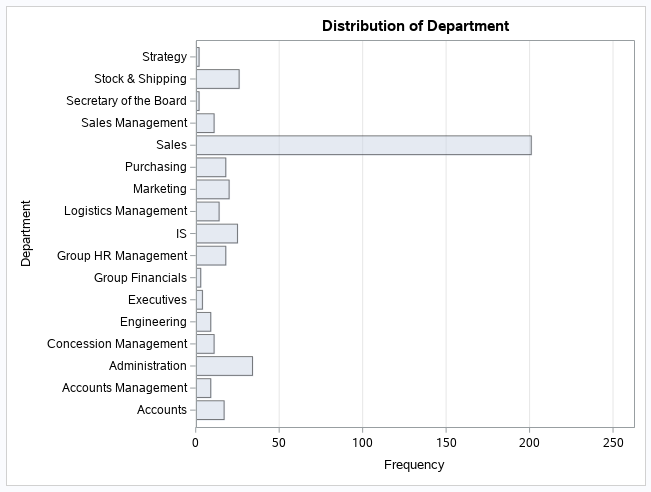 Distribution of Department
Strategy
Stock & Shipping
Secretary of the Board
Sales Management
Sales
Purchasing
Marketing
Logistics Management
IS
Group HR Management
Group Financials
Executives
Engineering
Concession Management
Administration
Accounts Management
Accounts
Department
0 50 100 150 200 250
Frequency